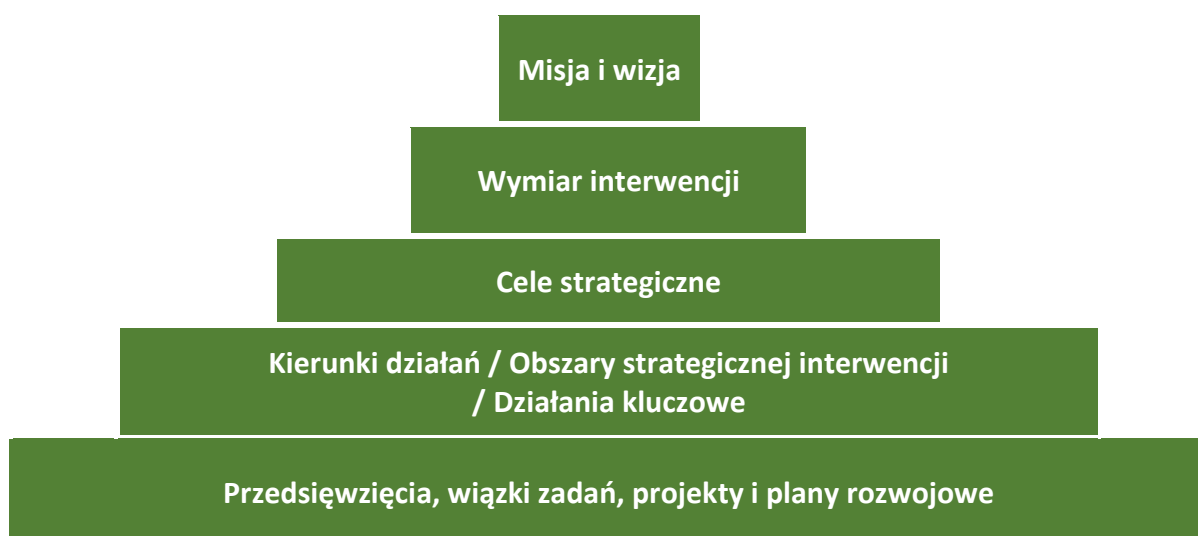 Misja i wizja
Wymiar interwencji
Cele strategiczne
Kierunki działań / Obszary strategicznej interwencji
/ Działania kluczowe
Przedsięwzięcia, wiązki zadań, projekty i plany rozwojowe